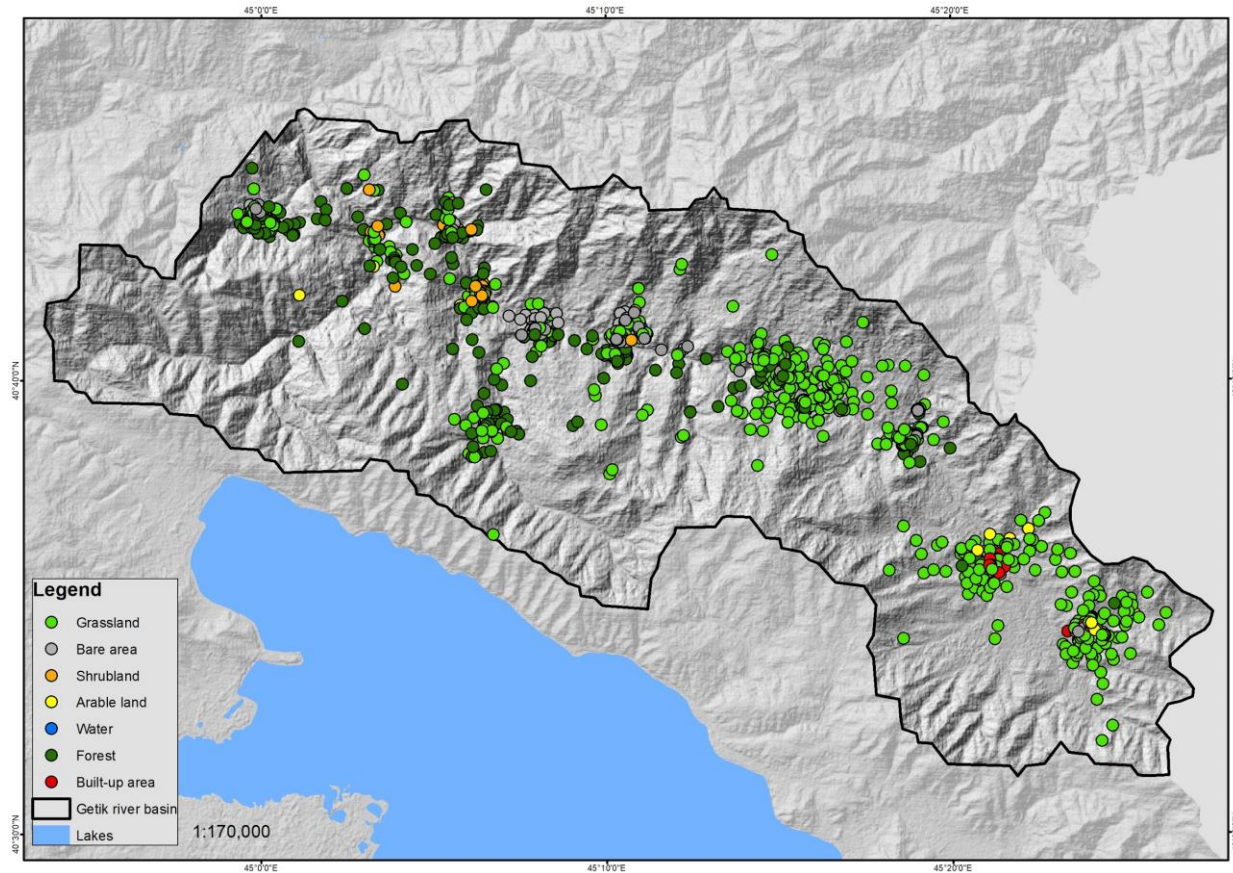 45°0'0"E 45°10'0"E 45°20'0"E
40°40'0"N
Legend
Grassland
Bare area
Shrubland
Arable land
Water
Forest
Built-up area
Getik river basin
Lakes
1:170,000
40°30'0"N
45°0'0"E 45°10'0"E 45°20'0"E